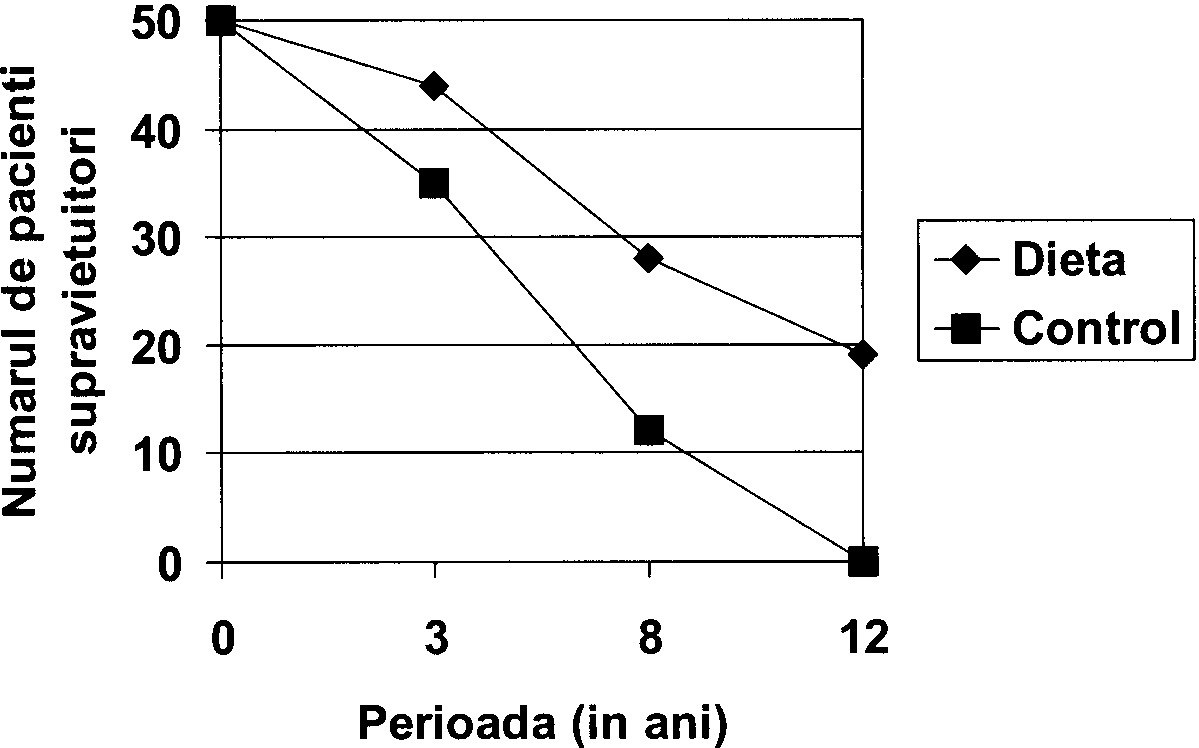 Numarul de pacienti
supravietuitori
50
40
30
20
10
0
0 3 8 12
Perioada (in ani)
Dieta
Control